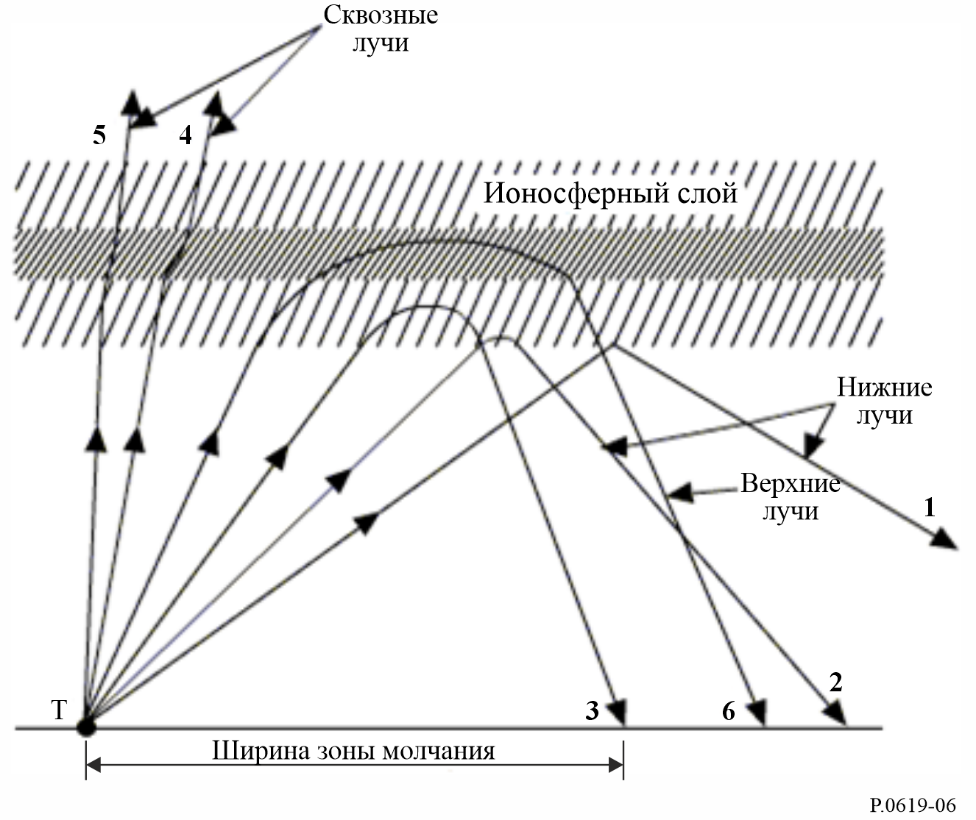 Сквозные
лучи
5
4
Ионосферный слой
Нижние
лучи
Верхние
лучи
1
2
T
3
6
Ширина зоны молчания
P.0619-06